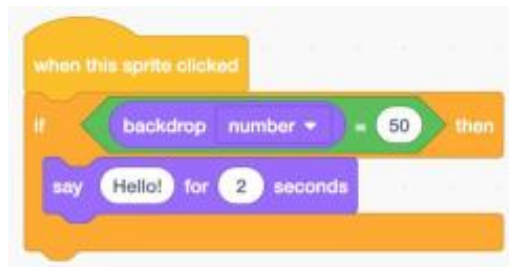 when this sprite clicked
if backdrop number = 50 then
say Hello! for 2 seconds